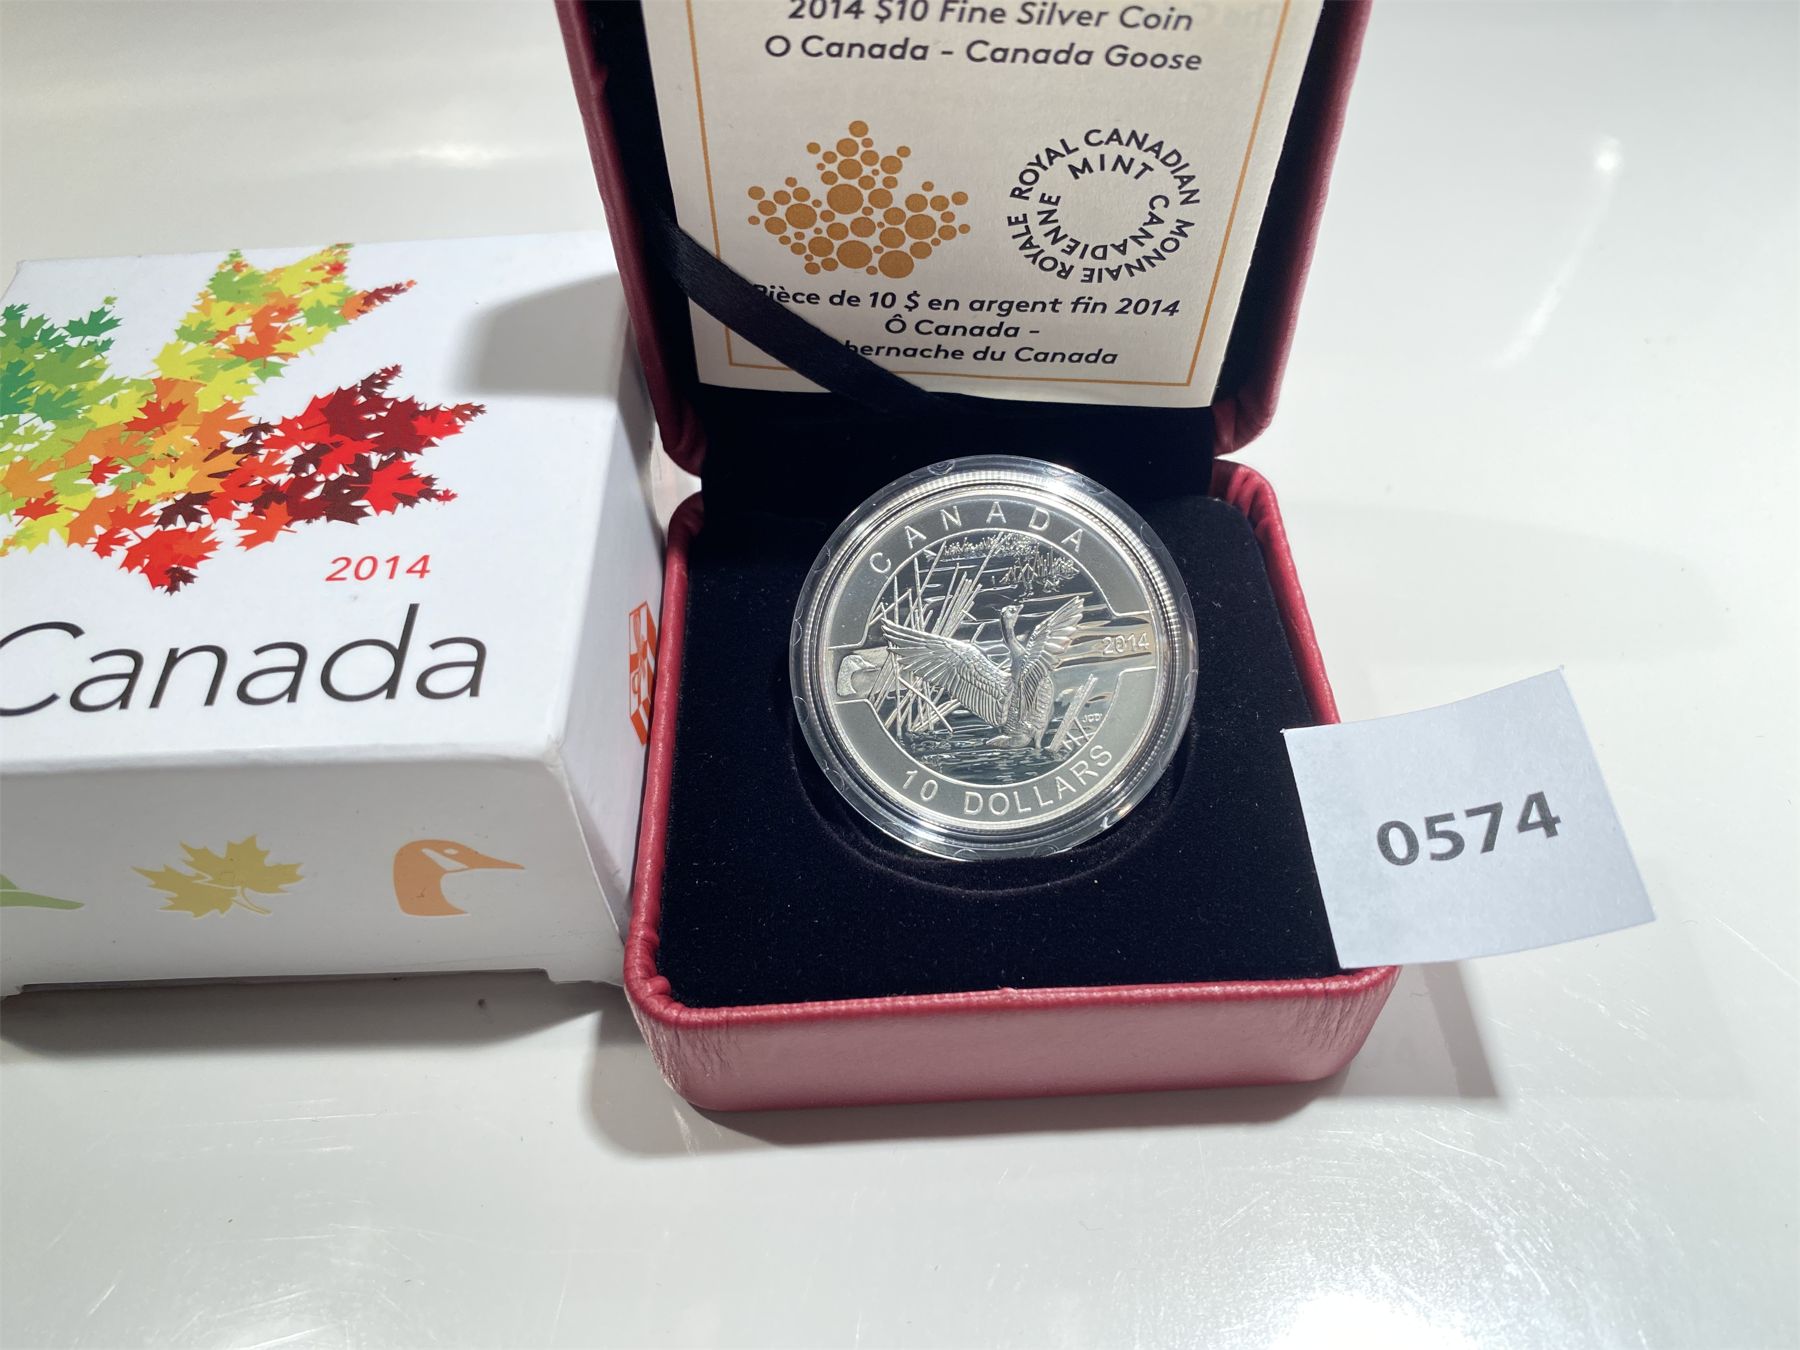 2014 $10 Fine Silver Coin
O Canada - Canada Goose
ROYAL CANADIAN MINT
MONNAIE ROYALE CANADIENNE
Pièce de 10 $ en argent fin 2014
Ô Canada -
bernache du Canada
2014
Canada
CANADA
2014
JCD
10 DOLLARS
0574